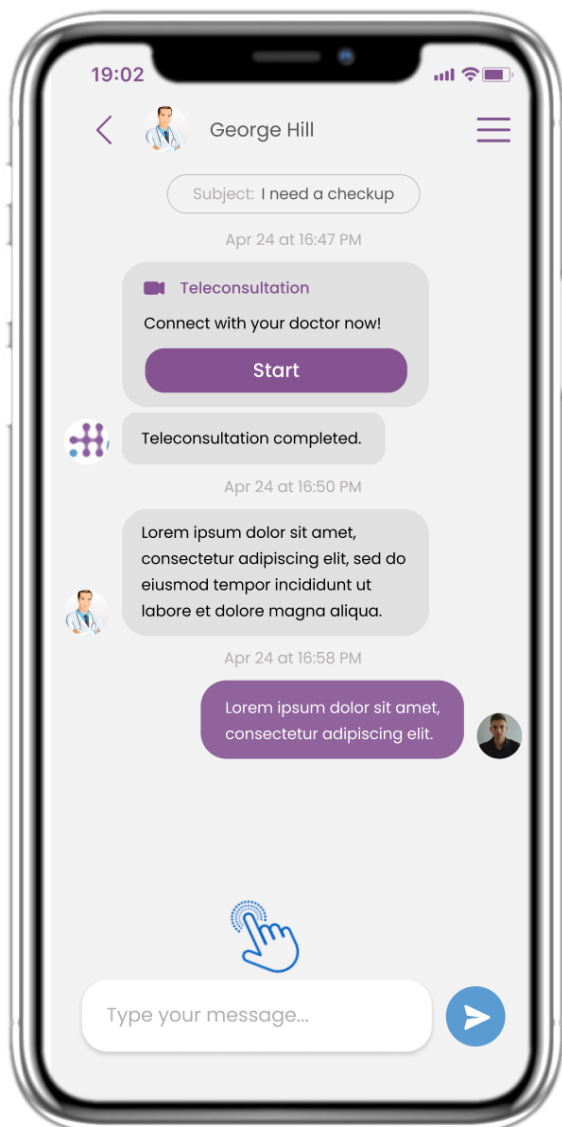 19:02
George Hill
Subject: I need a checkup
Apr 24 at 16:47 PM
Teleconsultation
Connect with your doctor now!
Start
Teleconsultation completed.
Apr 24 at 16:50 PM
Lorem ipsum dolor sit amet,
consectetur adipiscing elit, sed do
eiusmod tempor incididunt ut
labore et dolore magna aliqua.
Apr 24 at 16:58 PM
Lorem ipsum dolor sit amet,
consectetur adipiscing elit.
Type your message...